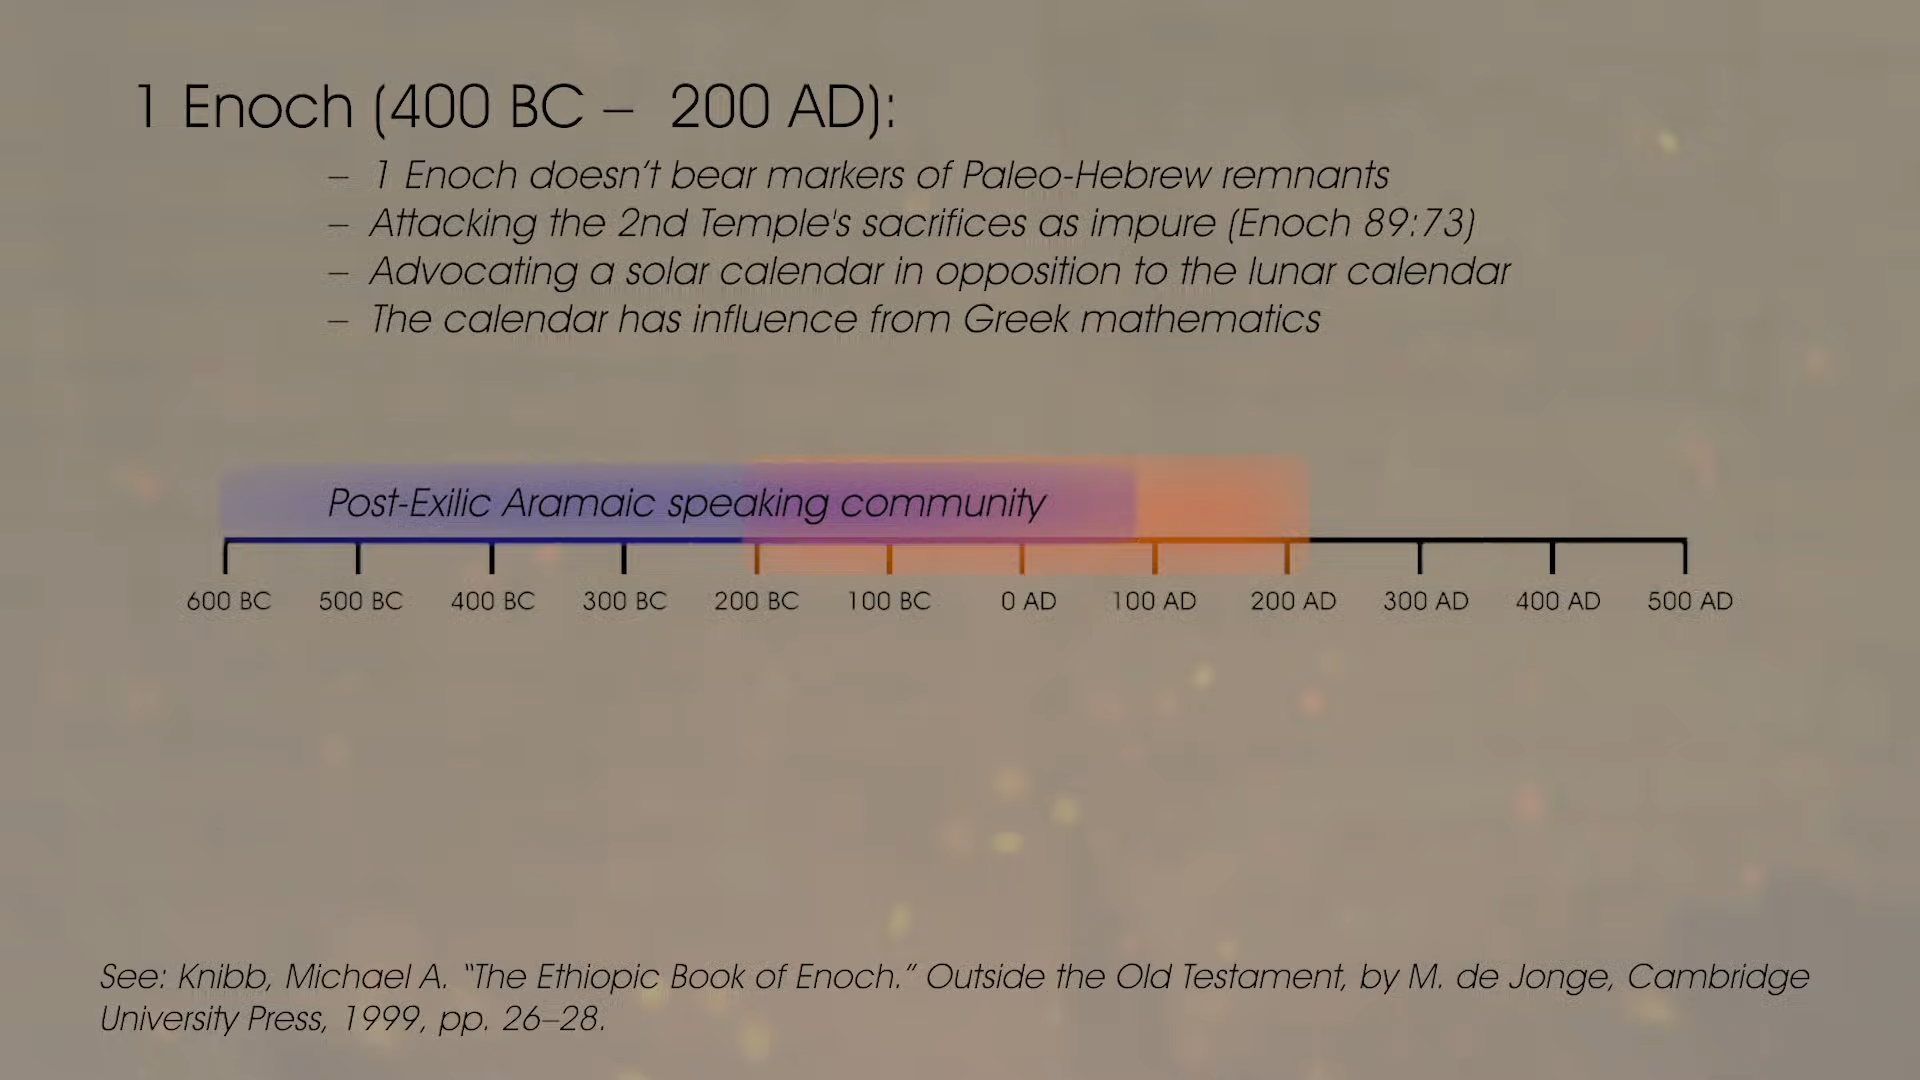 1 Enoch (400 BC – 200 AD):
– 1 Enoch doesn’t bear markers of Paleo-Hebrew remnants
– Attacking the 2nd Temple's sacrifices as impure (Enoch 89:73)
– Advocating a solar calendar in opposition to the lunar calendar
– The calendar has influence from Greek mathematics
Post-Exilic Aramaic speaking community
600 BC 500 BC 400 BC 300 BC 200 BC 100 BC 0 AD 100 AD 200 AD 300 AD 400 AD 500 AD
See: Knibb, Michael A. “The Ethiopic Book of Enoch.” Outside the Old Testament, by M. de Jonge, Cambridge
University Press, 1999, pp. 26–28.